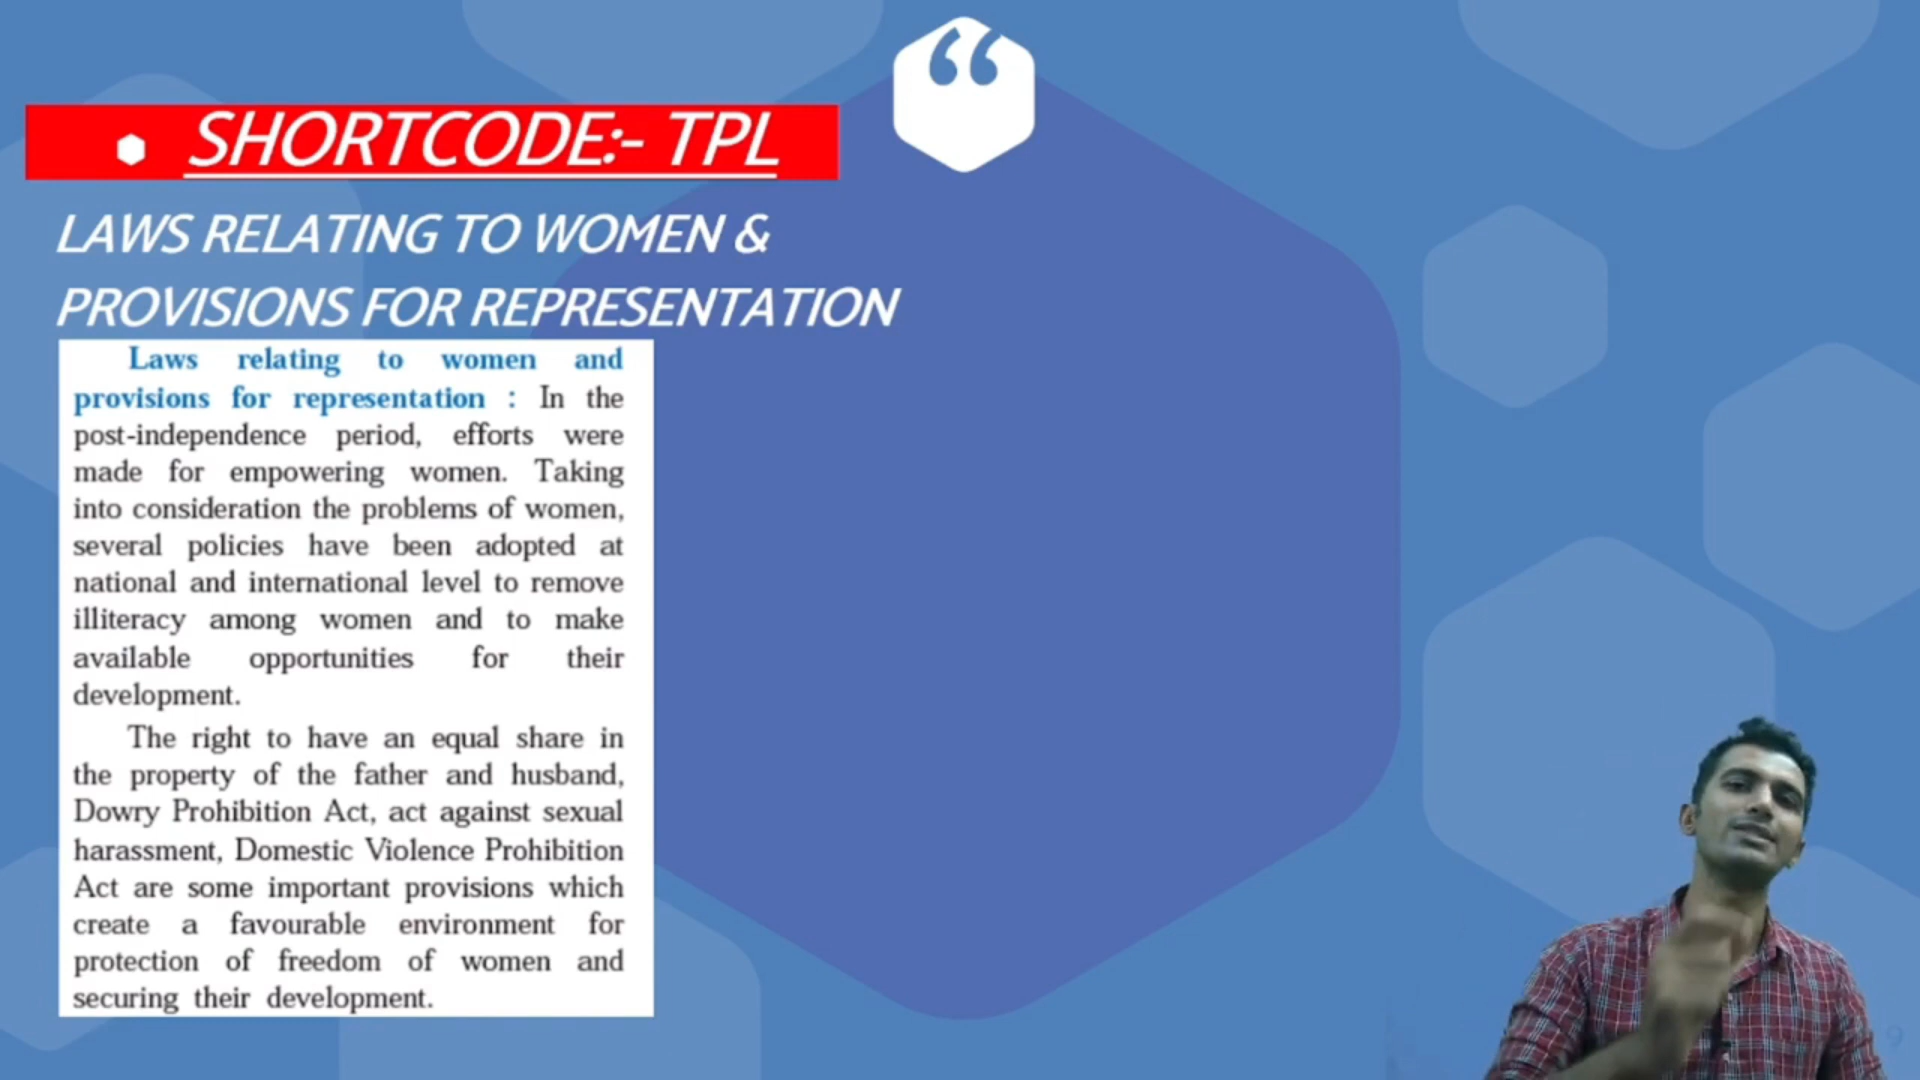 “
SHORTCODE:- TPL
LAWS RELATING TO WOMEN &
PROVISIONS FOR REPRESENTATION
Laws relating to women and
provisions for representation : In the
post-independence period, efforts were
made for empowering women. Taking
into consideration the problems of women,
several policies have been adopted at
national and international level to remove
illiteracy among women and to make
available opportunities for their
development.
The right to have an equal share in
the property of the father and husband,
Dowry Prohibition Act, act against sexual
harassment, Domestic Violence Prohibition
Act are some important provisions which
create a favourable environment for
protection of freedom of women and
securing their development.
9